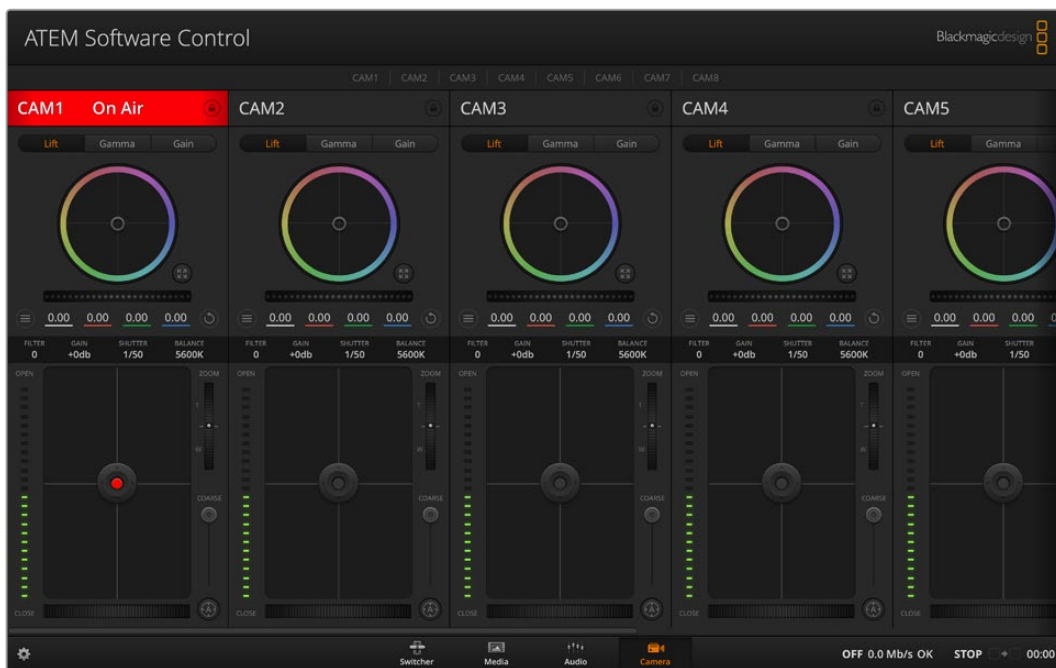 ATEM Software Control
Blackmagicdesign
CAM1 CAM2 CAM3 CAM4 CAM5 CAM6 CAM7 CAM8
CAM1 On Air CAM2 CAM3 CAM4 CAM5
Lift Gamma Gain Lift Gamma Gain Lift Gamma Gain Lift Gamma Gain Lift Gamma
0.00 0.00 0.00 0.00 0.00 0.00 0.00 0.00 0.00 0.00 0.00 0.00 0.00 0.00 0.00 0.00 0.00 0.00 0.00
FILTER GAIN SHUTTER BALANCE FILTER GAIN SHUTTER BALANCE FILTER GAIN SHUTTER BALANCE FILTER GAIN SHUTTER BALANCE FILTER GAIN SHUTTER
0 +0db 1/50 5600K 0 +0db 1/50 5600K 0 +0db 1/50 5600K 0 +0db 1/50 5600K 0 +0db 1/50
OPEN ZOOM OPEN ZOOM OPEN ZOOM OPEN ZOOM OPEN
T T T T
W W W W
COARSE COARSE COARSE COARSE
CLOSE CLOSE CLOSE CLOSE CLOSE
Switcher Media Audio Camera
OFF 0.0 Mb/s OK STOP 00:00